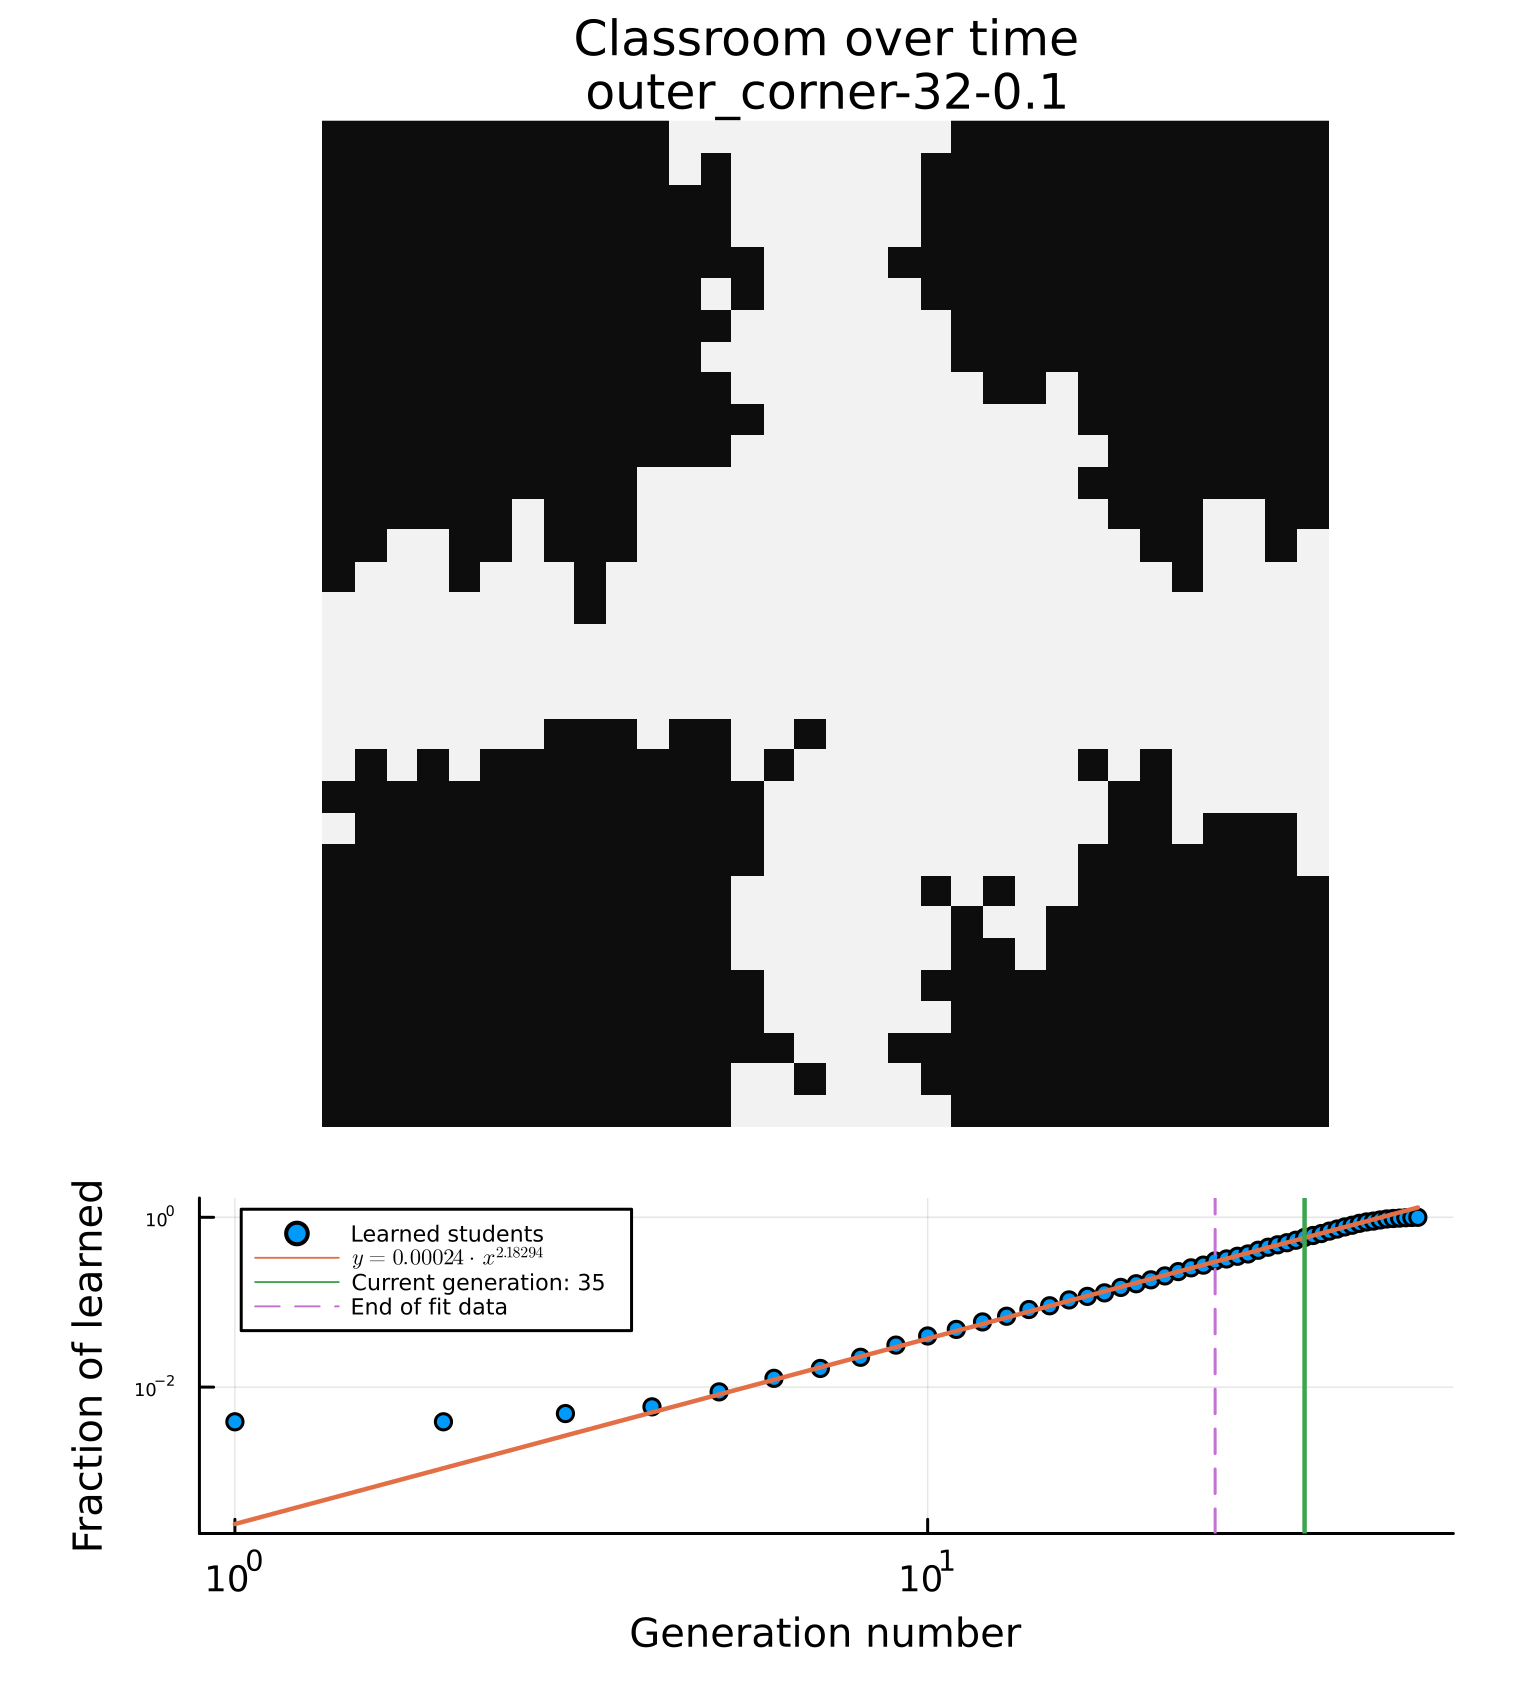 Classroom over time
outer_corner-32-0.1
Fraction of learned
10^0
10^-2
Learned students
y = 0.00024 · x^2.18294
Current generation: 35
End of fit data
10^0
10^1
Generation number